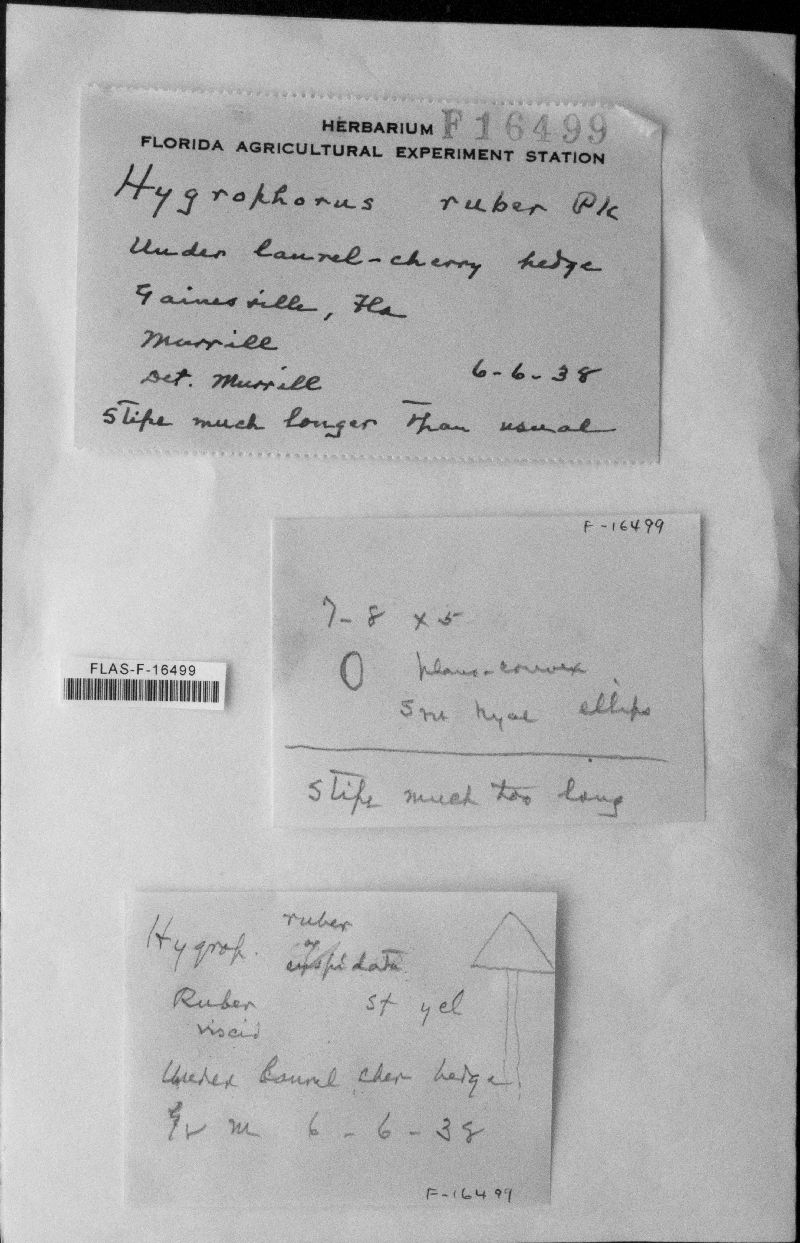 HERBARIUM F16499
FLORIDA AGRICULTURAL EXPERIMENT STATION
Hygrophorus ruber Pk
Under laurel-cherry hedge
Gainesville, Fla
Murrill
Det. Murrill 6-6-38
Stipe much longer than usual
F-16499
7-8 x 5
plano-convex
sm hyal ellips
Stipe much too long
FLAS-F-16499
Hygrop. ruber
or
cuspidata
Ruber St yel
viscid
Under Laurel cher hedge
M 6-6-38
F-16499